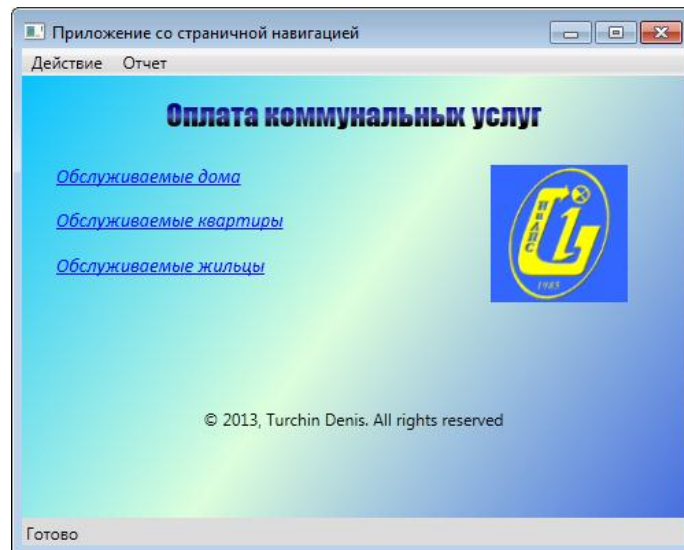 Приложение со страничной навигацией
Действие Отчет
Оплата коммунальных услуг
Обслуживаемые дома
Обслуживаемые квартиры
Обслуживаемые жильцы
1985
© 2013, Turchin Denis. All rights reserved
Готово